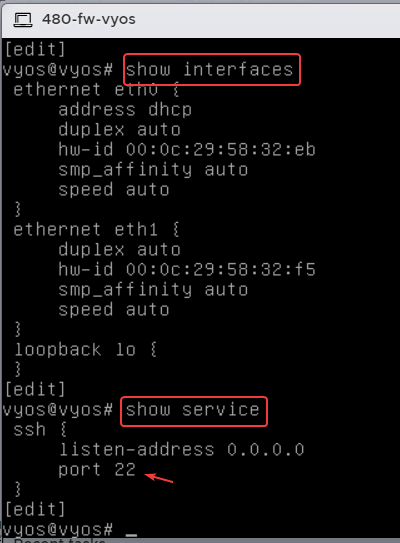 480-fw-vyos
[edit]
vyos@vyos# show interfaces
ethernet eth0 {
address dhcp
duplex auto
hw-id 00:0c:29:58:32:eb
smp_affinity auto
speed auto
}
ethernet eth1 {
duplex auto
hw-id 00:0c:29:58:32:f5
smp_affinity auto
speed auto
}
loopback lo {
}
[edit]
vyos@vyos# show service
ssh {
listen-address 0.0.0.0
port 22
}
[edit]
vyos@vyos# _